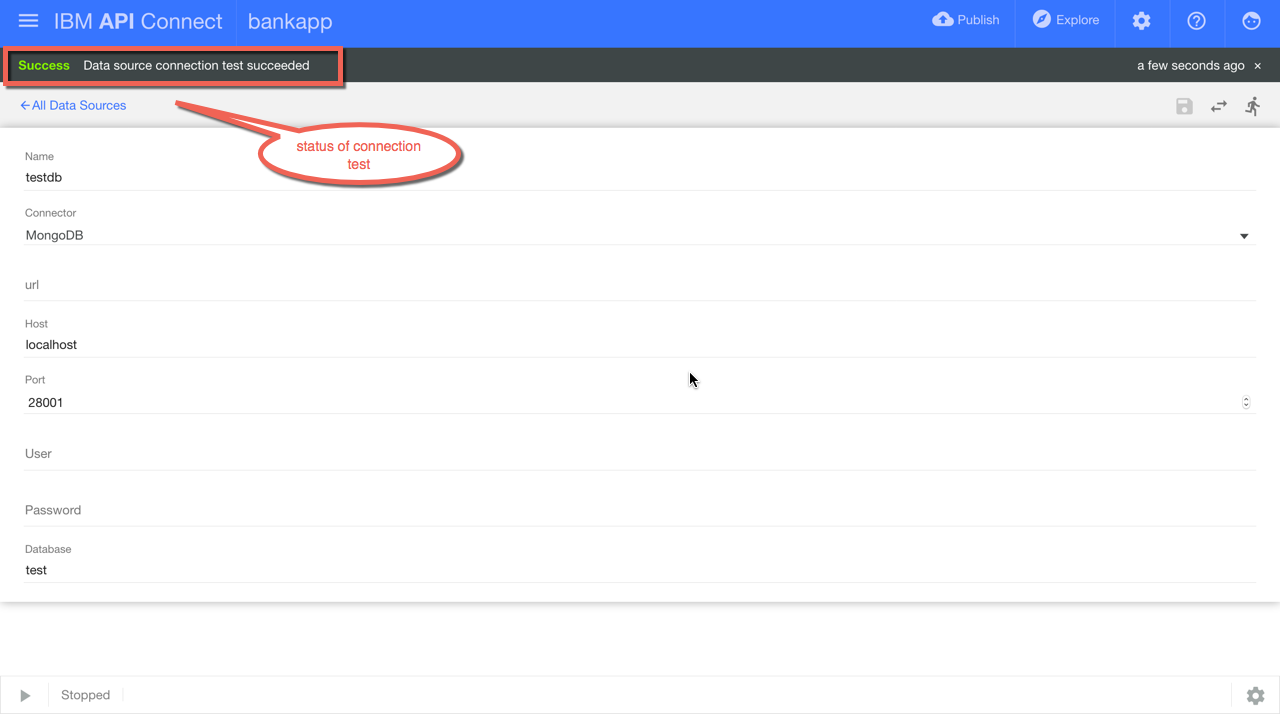 IBM API Connect bankapp Publish Explore
Success Data source connection test succeeded a few seconds ago ×
←All Data Sources
status of connection
test
Name
testdb
Connector
MongoDB
url
Host
localhost
Port
28001
User
Password
Database
test
Stopped